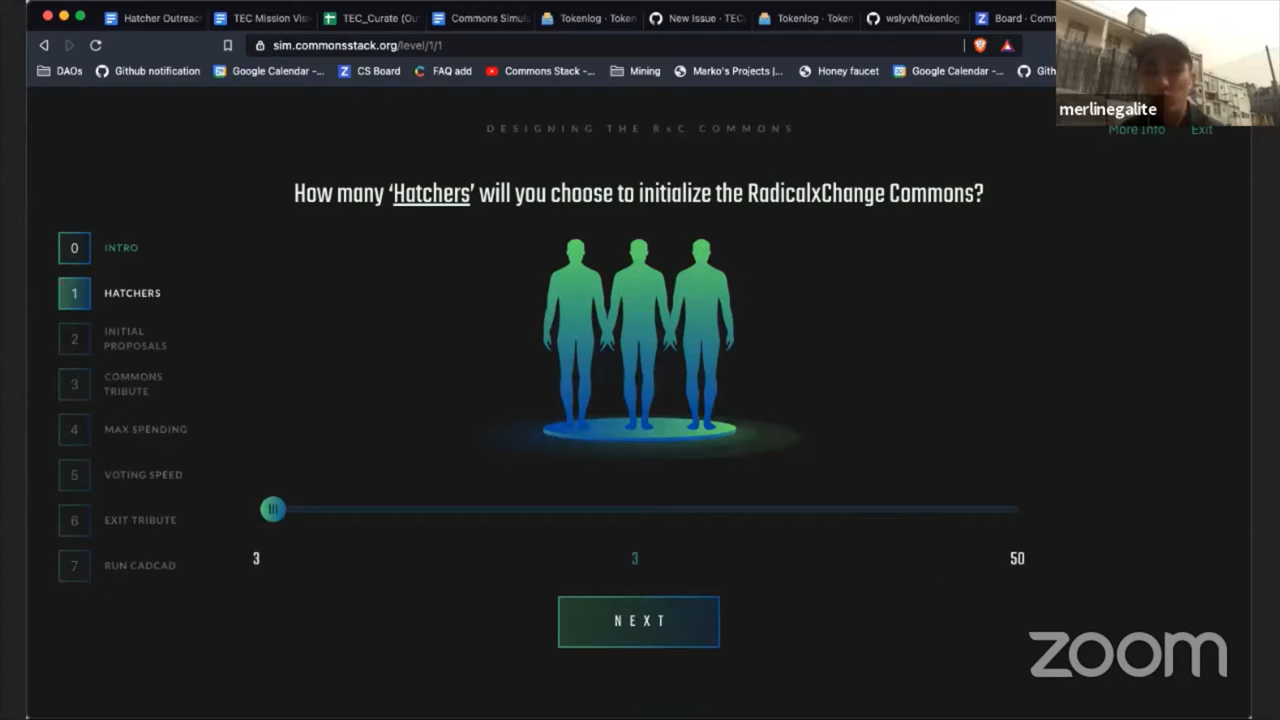 Hatcher Outreac
TEC Mission Vis
TEC_Curate (Ou
Commons Simula
Tokenlog · Token
New Issue · TEC
Tokenlog · Token
wslyvh/tokenlog
Board · Comm
sim.commonsstack.org/level/1/1
DAOs
Github notification
Google Calendar -...
CS Board
FAQ add
Commons Stack -...
Mining
Marko's Projects |...
Honey faucet
Google Calendar -...
Gith
merlinegalite
More Info
Exit
DESIGNING THE RxC COMMONS
How many ‘Hatchers’ will you choose to initialize the RadicalxChange Commons?
0 INTRO
1 HATCHERS
2 INITIAL
PROPOSALS
3 COMMONS
TRIBUTE
4 MAX SPENDING
5 VOTING SPEED
6 EXIT TRIBUTE
7 RUN CADCAD
3 3 50
NEXT
zoom